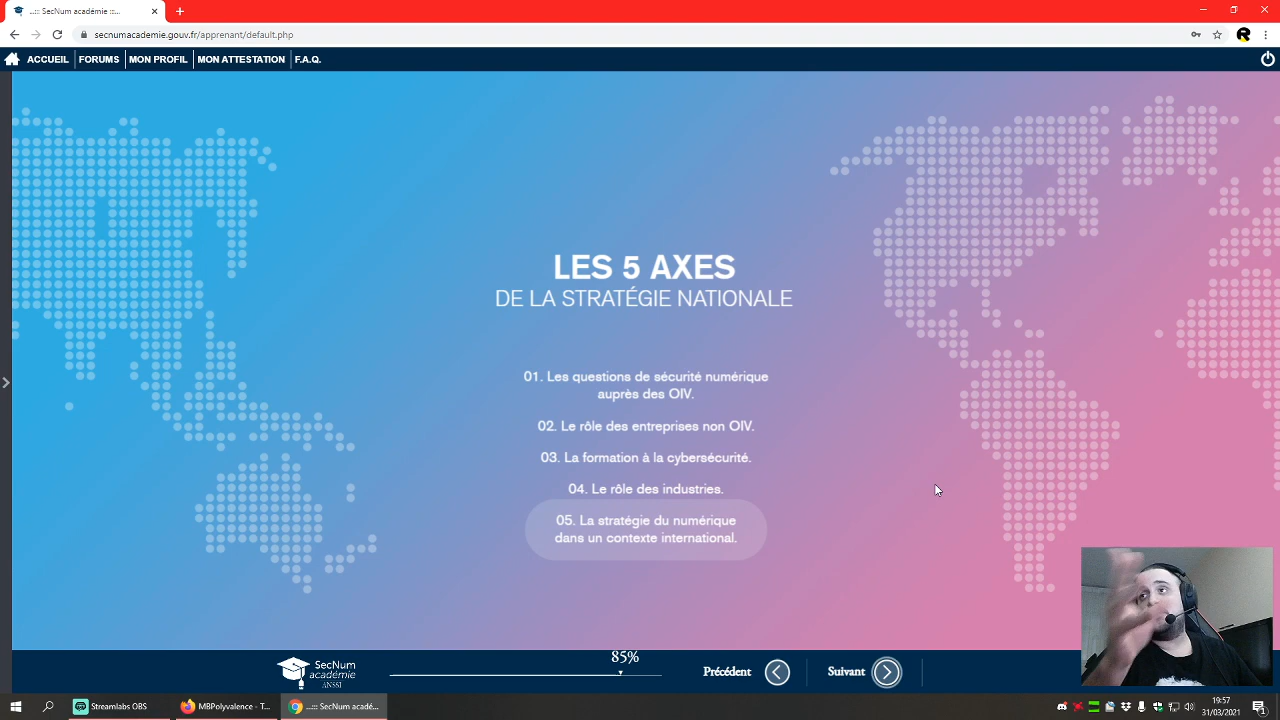 ..:: SecNum académie ::...
secnumacademie.gouv.fr/apprenant/default.php
ACCUEIL FORUMS MON PROFIL MON ATTESTATION F.A.Q.
LES 5 AXES
DE LA STRATÉGIE NATIONALE
01. Les questions de sécurité numérique
auprès des OIV.
02. Le rôle des entreprises non OIV.
03. La formation à la cybersécurité.
04. Le rôle des industries.
05. La stratégie du numérique
dans un contexte international.
SecNum
académie
ANSSI
85%
Précédent
Suivant
Streamlabs OBS
MBPolyvalence - T...
..:: SecNum acadé...
19:57
31/03/2021